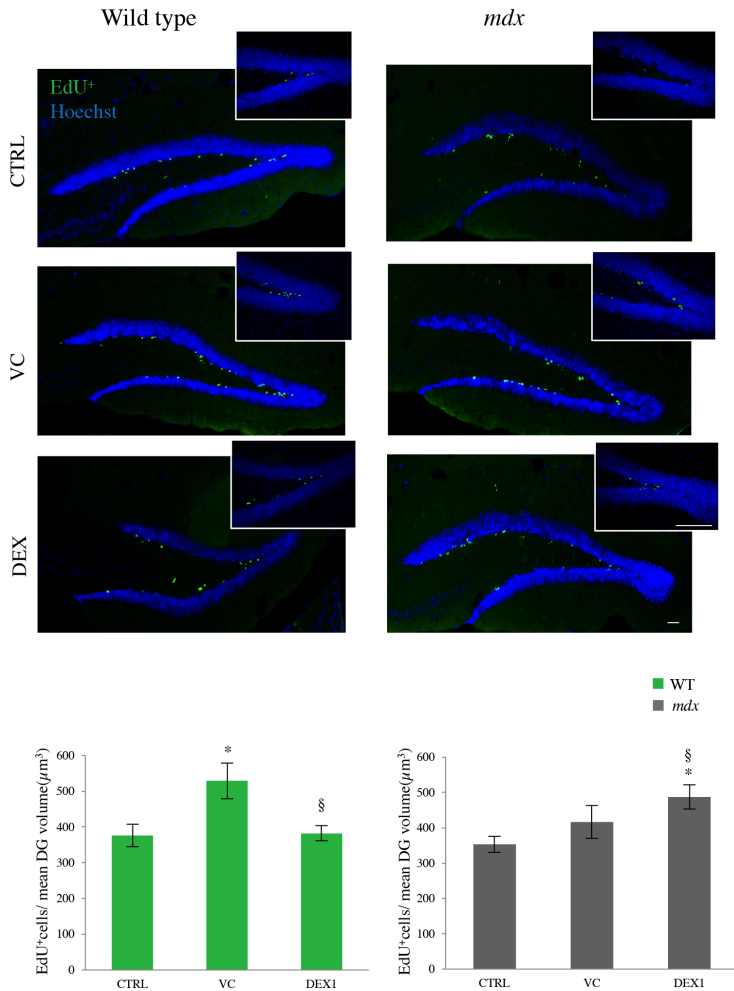 Wild type
mdx
EdU⁺
Hoechst
CTRL
VC
DEX
WT
mdx
EdU⁺cells/ mean DG volume(µm³)
600
500
400
300
200
100
0
*
§
CTRL
VC
DEX1
EdU⁺cells/ mean DG volume(µm³)
600
500
400
300
200
100
0
§
*
CTRL
VC
DEX1